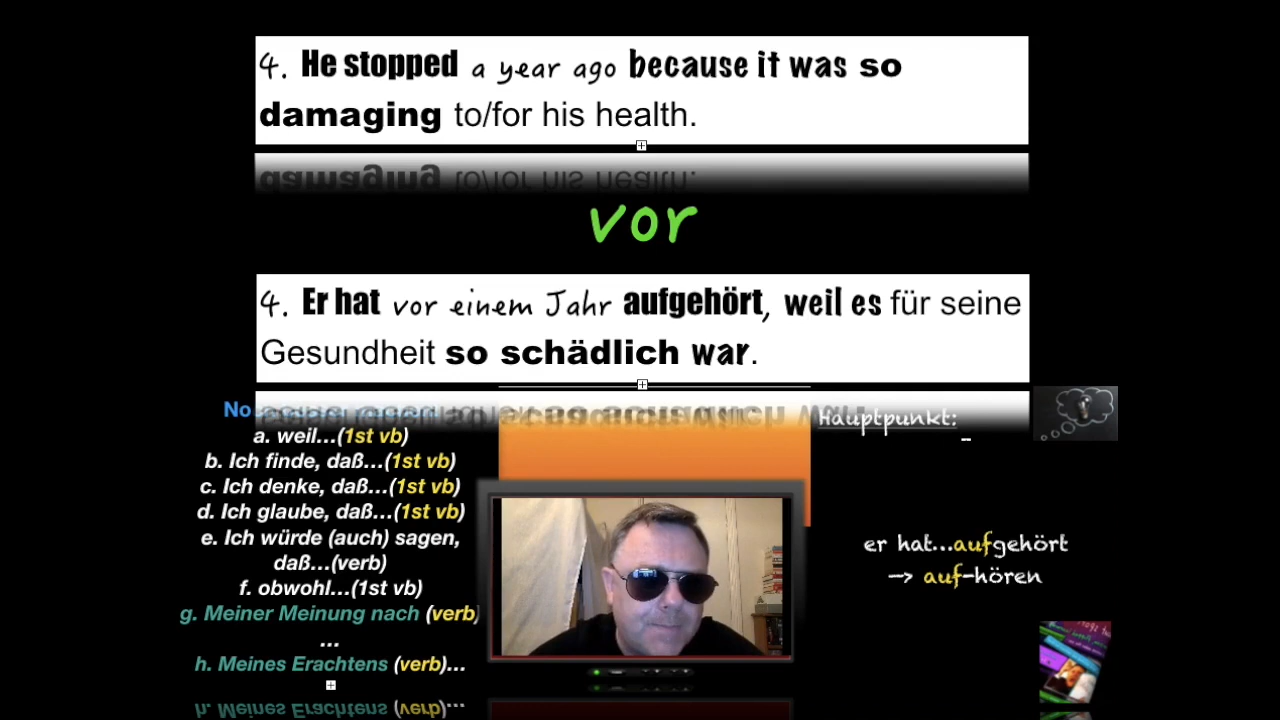 4. He stopped a year ago because it was so
damaging to/for his health.
vor
4. Er hat vor einem Jahr aufgehört, weil es für seine
Gesundheit so schädlich war.
No
a. weil...(1st vb)
b. Ich finde, daß...(1st vb)
c. Ich denke, daß...(1st vb)
d. Ich glaube, daß...(1st vb)
e. Ich würde (auch) sagen,
daß...(verb)
f. obwohl...(1st vb)
g. Meiner Meinung nach (verb)
...
h. Meines Erachtens (verb)...
Hauptpunkt:
er hat...aufgehört
–> auf-hören